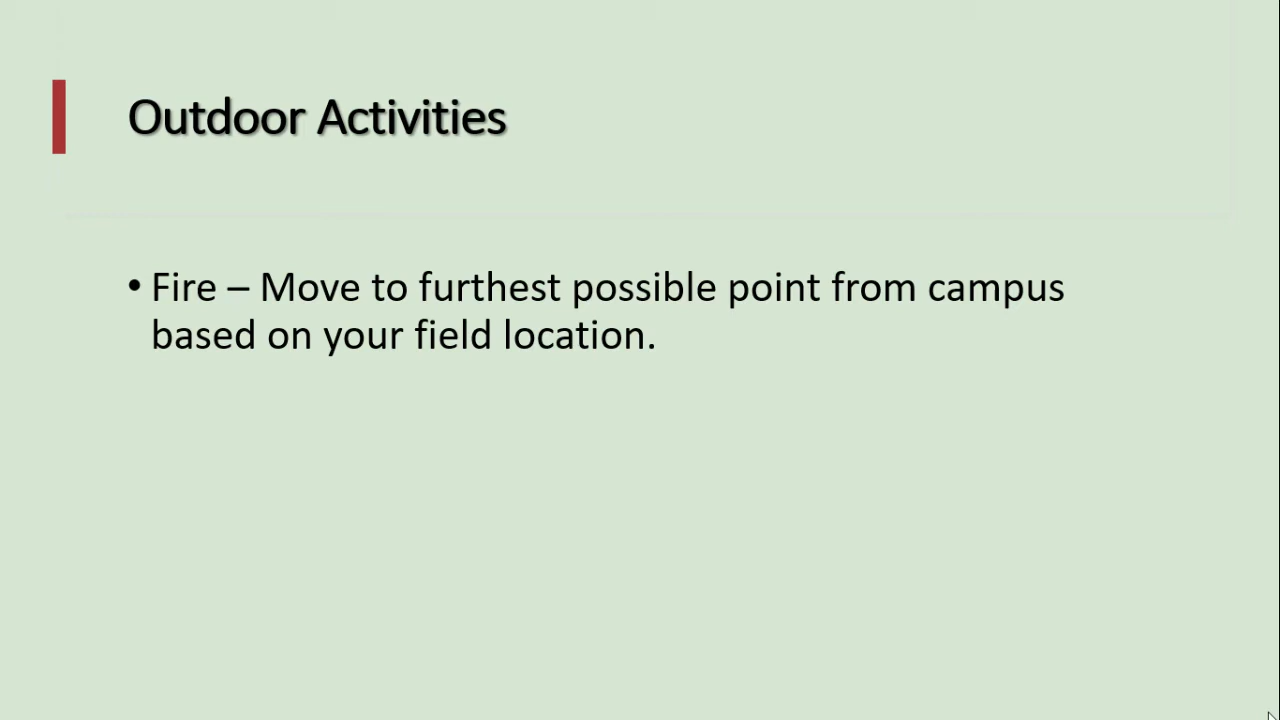 Outdoor Activities
• Fire – Move to furthest possible point from campus
based on your field location.